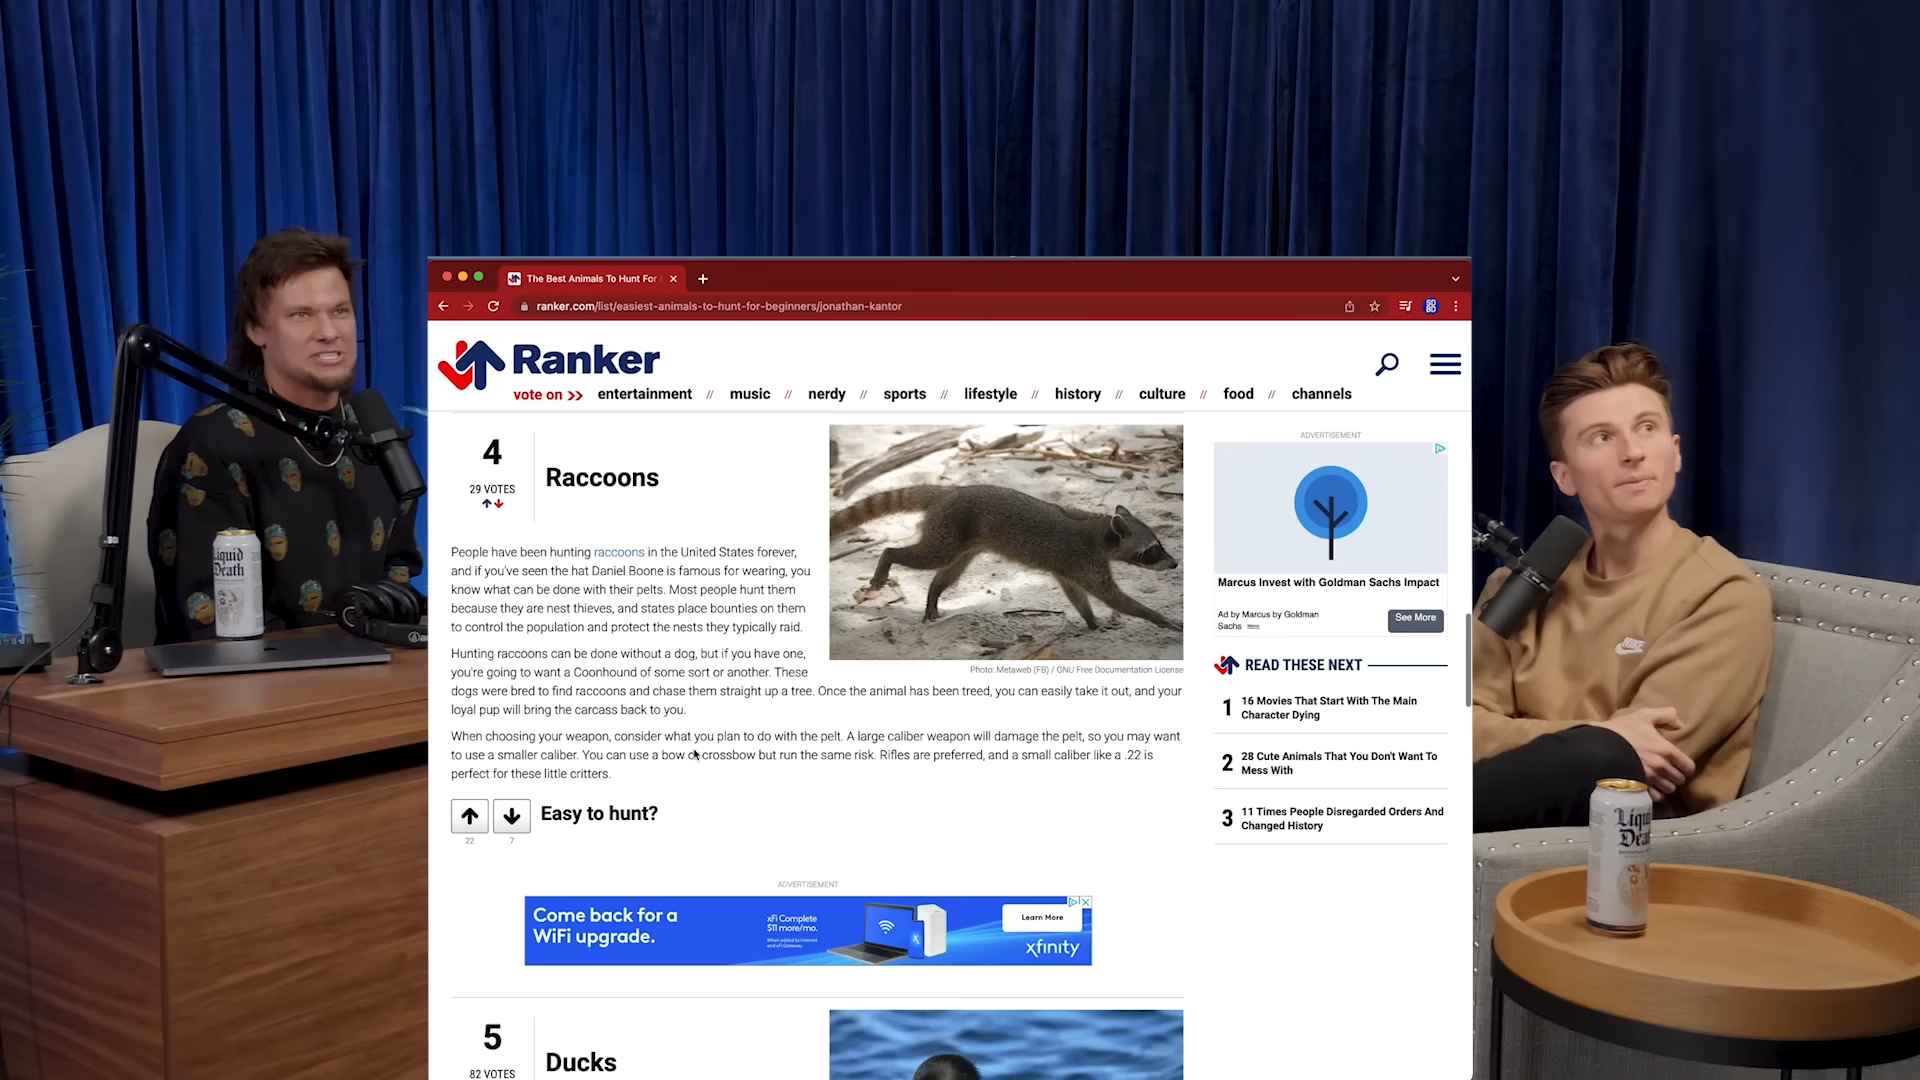 The Best Animals To Hunt For
ranker.com/list/easiest-animals-to-hunt-for-beginners/jonathan-kantor
Ranker
vote on >> entertainment // music // nerdy // sports // lifestyle // history // culture // food // channels
4
29 VOTES
Raccoons
People have been hunting raccoons in the United States forever,
and if you've seen the hat Daniel Boone is famous for wearing, you
know what can be done with their pelts. Most people hunt them
because they are nest thieves, and states place bounties on them
to control the population and protect the nests they typically raid.
Hunting raccoons can be done without a dog, but if you have one,
you're going to want a Coonhound of some sort or another. These
dogs were bred to find raccoons and chase them straight up a tree. Once the animal has been treed, you can easily take it out, and your
loyal pup will bring the carcass back to you.
When choosing your weapon, consider what you plan to do with the pelt. A large caliber weapon will damage the pelt, so you may want
to use a smaller caliber. You can use a bow or crossbow but run the same risk. Rifles are preferred, and a small caliber like a .22 is
perfect for these little critters.
Photo: Metaweb (FB) / GNU Free Documentation License
Easy to hunt?
22
7
ADVERTISEMENT
Come back for a
WiFi upgrade.
xFi Complete
$11 more/mo.
Learn More
xfinity
5
82 VOTES
Ducks
ADVERTISEMENT
Marcus Invest with Goldman Sachs Impact
Ad by Marcus by Goldman
Sachs
See More
READ THESE NEXT
1
16 Movies That Start With The Main
Character Dying
2
28 Cute Animals That You Don't Want To
Mess With
3
11 Times People Disregarded Orders And
Changed History
Liquid
Death
Liquid
Death